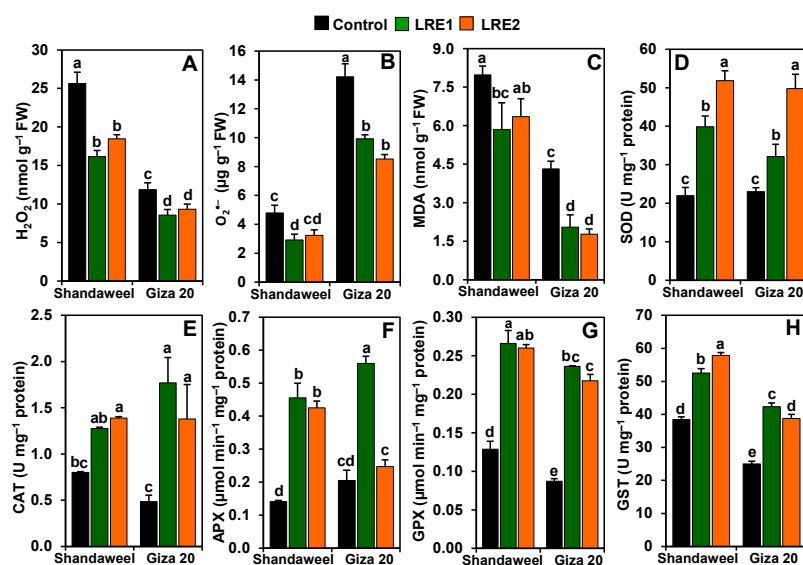 Control LRE1 LRE2
A
H₂O₂ (nmol g⁻¹ FW)
30
25
20
15
10
5
0
a
b
b
c
d
d
Shandaweel Giza 20
B
O₂•− (µg g⁻¹ FW)
16
14
12
10
8
6
4
2
0
c
d
cd
a
b
c
Shandaweel Giza 20
C
MDA (nmol g⁻¹ FW)
9.0
7.5
6.0
4.5
3.0
1.5
0.0
a
bc
ab
c
d
d
Shandaweel Giza 20
D
SOD (U mg⁻¹ protein)
60
50
40
30
20
10
0
c
b
a
c
b
a
Shandaweel Giza 20
E
CAT (U mg⁻¹ protein)
2.5
2.0
1.5
1.0
0.5
0.0
bc
ab
a
c
a
a
Shandaweel Giza 20
F
APX (µmol min⁻¹ mg⁻¹ protein)
0.7
0.6
0.5
0.4
0.3
0.2
0.1
0.0
d
b
b
cd
a
c
Shandaweel Giza 20
G
GPX (µmol min⁻¹ mg⁻¹ protein)
0.30
0.25
0.20
0.15
0.10
0.05
0.00
d
a
ab
e
bc
c
Shandaweel Giza 20
H
GST (U mg⁻¹ protein)
70
60
50
40
30
20
10
0
d
b
a
e
c
d
Shandaweel Giza 20